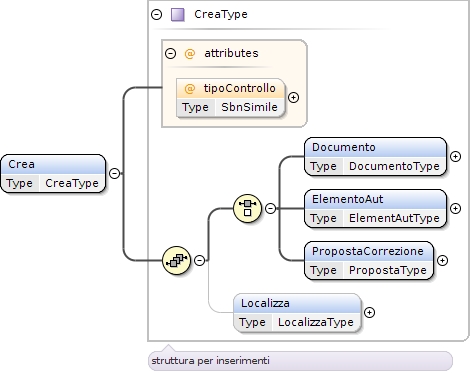 CreaType
@ attributes
@ tipoControllo
Type SbnSimile
Crea
Type CreaType
Documento
Type DocumentoType
ElementoAut
Type ElementAutType
PropostaCorrezione
Type PropostaType
Localizza
Type LocalizzaType
struttura per inserimenti